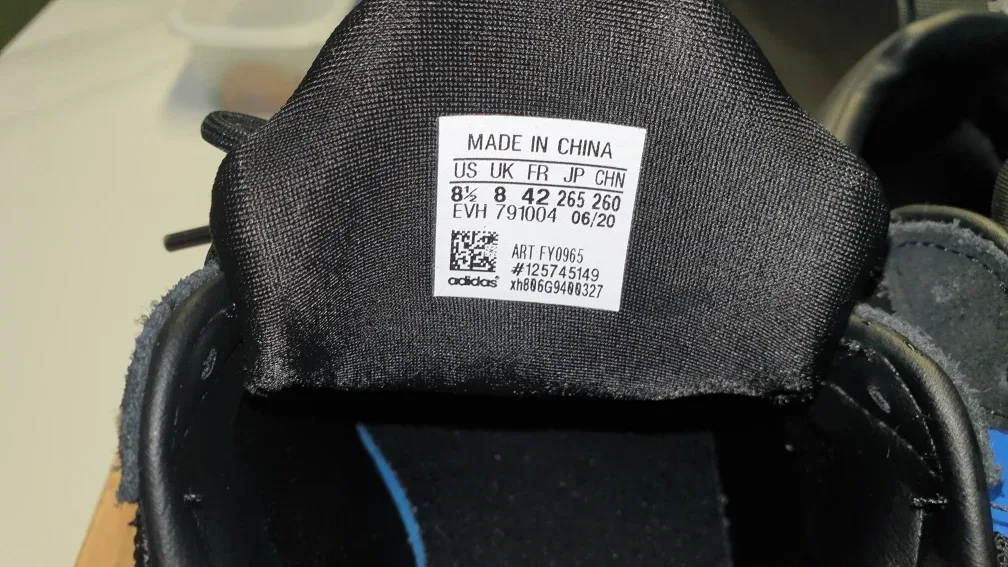 MADE IN CHINA
US UK FR JP CHN
8½ 8 42 265 260
EVH 791004 06/20
ART FY0965
#125745149
adidas® xh806G9400327